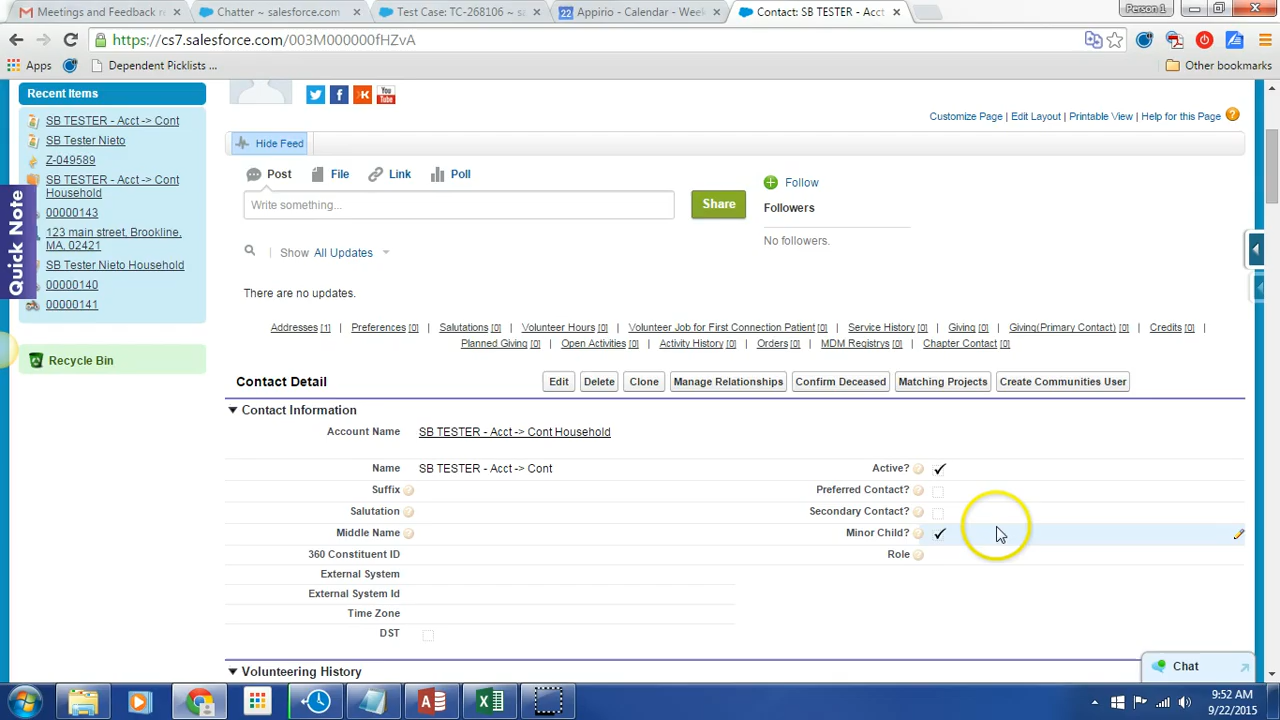 Meetings and Feedback r
Chatter ~ salesforce.com
Test Case: TC-268106 ~ sa
Appirio - Calendar - Week
Contact: SB TESTER - Acct
Person 1
https://cs7.salesforce.com/003M000000fHZvA
Apps
Dependent Picklists ...
Other bookmarks
Recent Items
SB TESTER - Acct -> Cont
SB Tester Nieto
Z-049589
SB TESTER - Acct -> Cont
Household
00000143
123 main street, Brookline,
MA, 02421
SB Tester Nieto Household
00000140
00000141
Recycle Bin
Quick Note
You
Tube
Customize Page | Edit Layout | Printable View | Help for this Page
Hide Feed
Post
File
Link
Poll
Write something...
Share
Follow
Followers
No followers.
Show All Updates
There are no updates.
Addresses [1] | Preferences [0] | Salutations [0] | Volunteer Hours [0] | Volunteer Job for First Connection Patient [0] | Service History [0] | Giving [0] | Giving(Primary Contact) [0] | Credits [0] |
Planned Giving [0] | Open Activities [0] | Activity History [0] | Orders [0] | MDM Registrys [0] | Chapter Contact [0]
Contact Detail
Edit
Delete
Clone
Manage Relationships
Confirm Deceased
Matching Projects
Create Communities User
Contact Information
Account Name SB TESTER - Acct -> Cont Household
Name SB TESTER - Acct -> Cont
Active?
Suffix
Preferred Contact?
Salutation
Secondary Contact?
Middle Name
Minor Child?
360 Constituent ID
Role
External System
External System Id
Time Zone
DST
Volunteering History
Chat
9:52 AM
9/22/2015